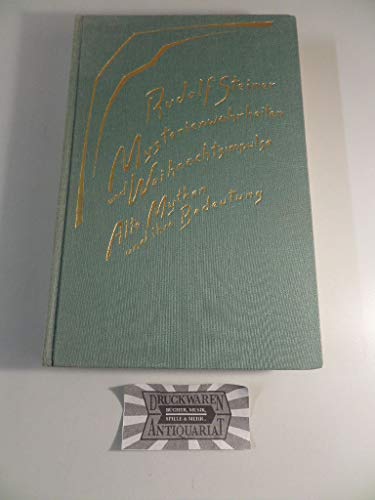 Rudolf Steiner
Mysterienwahrheiten
und Weihnachtsimpulse
Alte Mythen
und ihre Bedeutung
DRUCKWAREN
BÜCHER, MUSIK,
SPIELE & MEHR...
ANTIQUARIAT